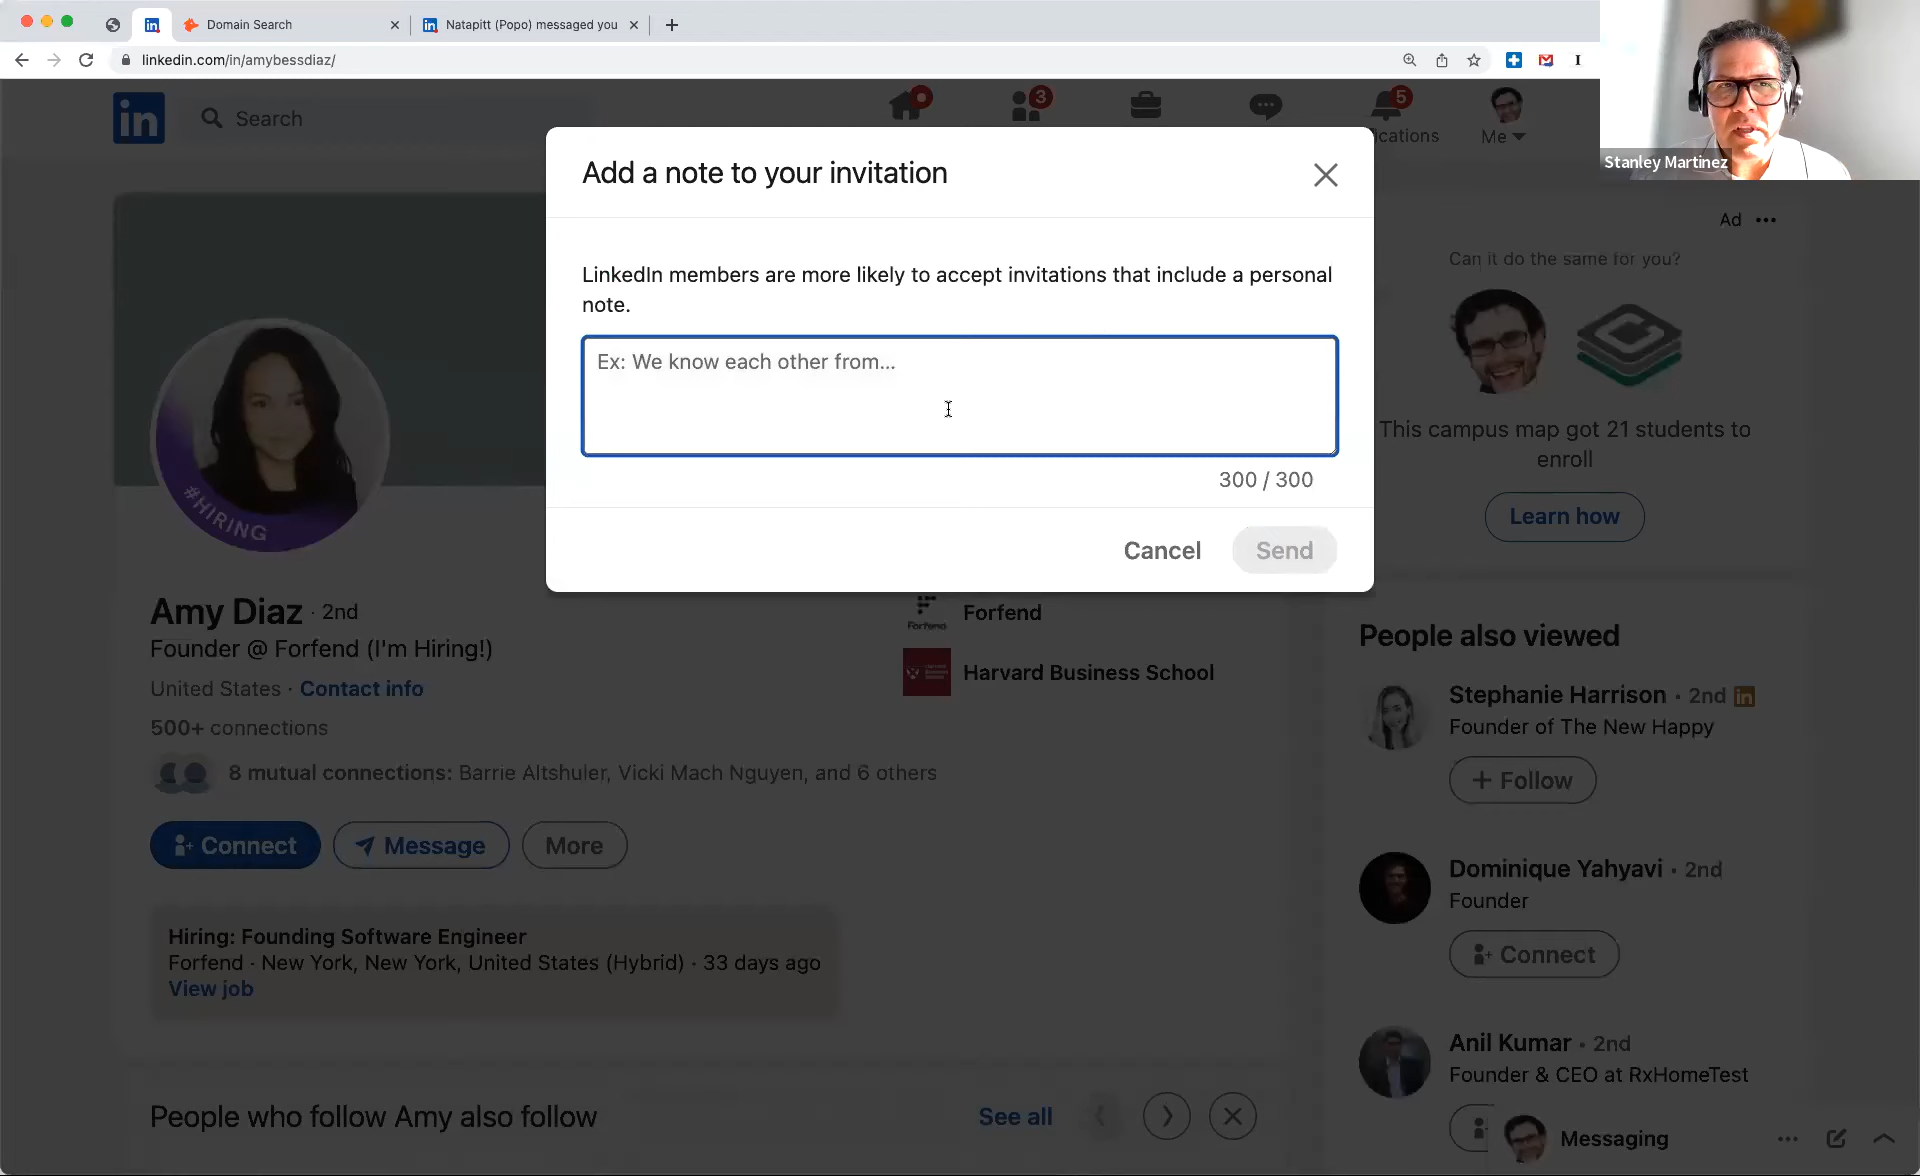 Domain Search
Natapitt (Popo) messaged you
linkedin.com/in/amybessdiaz/
Stanley Martinez
in
Search
3
5
ications
Me
Add a note to your invitation
LinkedIn members are more likely to accept invitations that include a personal
note.
Ex: We know each other from…
300 / 300
Cancel
Send
Ad
Can it do the same for you?
This campus map got 21 students to
enroll
Learn how
#HIRING
Amy Diaz · 2nd
Founder @ Forfend (I'm Hiring!)
United States · Contact info
500+ connections
8 mutual connections: Barrie Altshuler, Vicki Mach Nguyen, and 6 others
Connect
Message
More
Forfend
Forfend
Harvard Business School
Hiring: Founding Software Engineer
Forfend · New York, New York, United States (Hybrid) · 33 days ago
View job
People who follow Amy also follow
See all
People also viewed
Stephanie Harrison · 2nd in
Founder of The New Happy
+ Follow
Dominique Yahyavi · 2nd
Founder
Connect
Anil Kumar · 2nd
Founder & CEO at RxHomeTest
Messaging